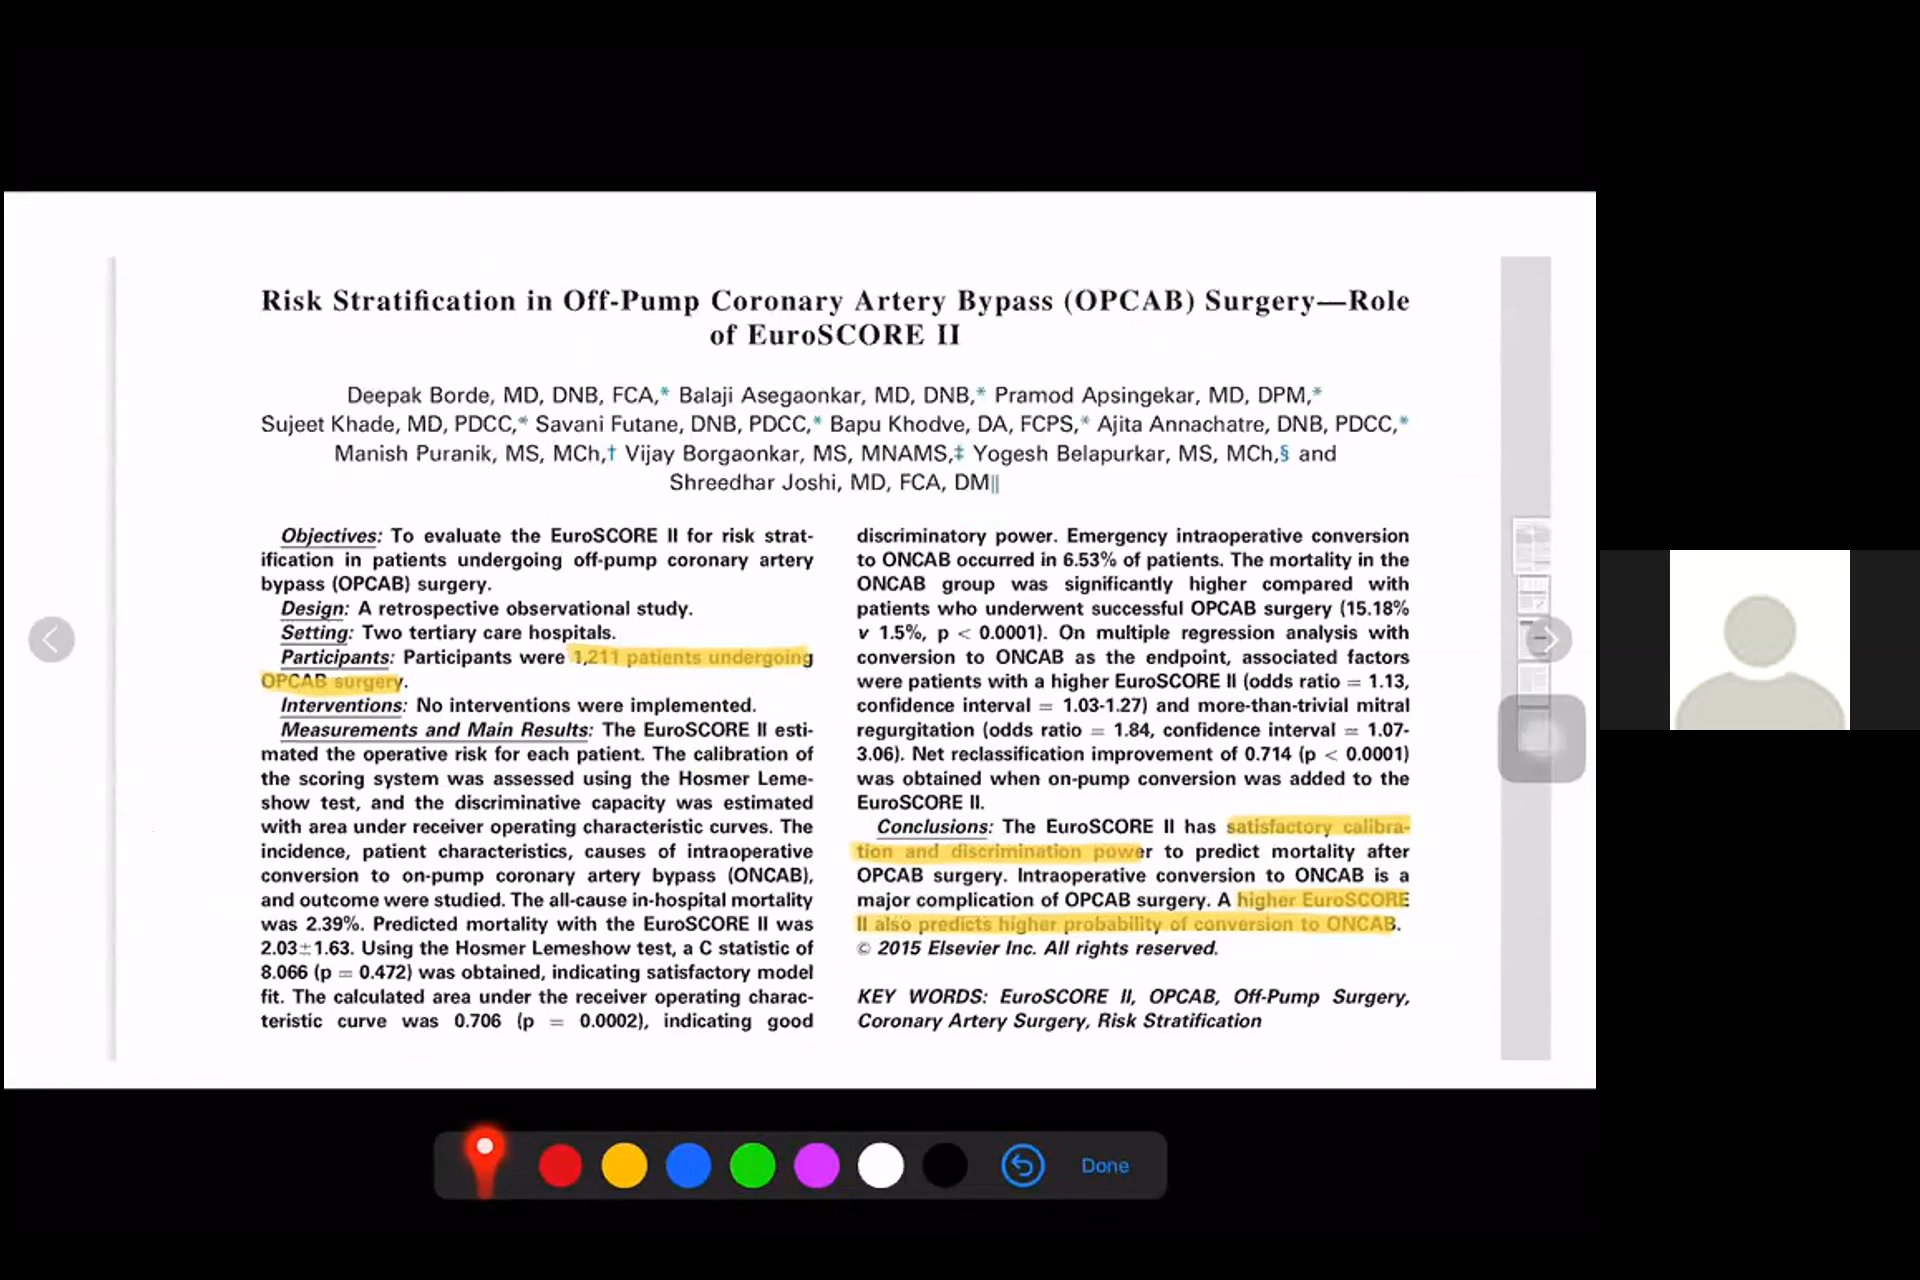 Risk Stratification in Off-Pump Coronary Artery Bypass (OPCAB) Surgery—Role
of EuroSCORE II
Deepak Borde, MD, DNB, FCA,* Balaji Asegaonkar, MD, DNB,* Pramod Apsingekar, MD, DPM,*
Sujeet Khade, MD, PDCC,* Savani Futane, DNB, PDCC,* Bapu Khodve, DA, FCPS,* Ajita Annachatre, DNB, PDCC,*
Manish Puranik, MS, MCh,† Vijay Borgaonkar, MS, MNAMS,‡ Yogesh Belapurkar, MS, MCh,§ and
Shreedhar Joshi, MD, FCA, DM||
Objectives: To evaluate the EuroSCORE II for risk strat-
ification in patients undergoing off-pump coronary artery
bypass (OPCAB) surgery.
Design: A retrospective observational study.
Setting: Two tertiary care hospitals.
Participants: Participants were 1,211 patients undergoing
OPCAB surgery.
Interventions: No interventions were implemented.
Measurements and Main Results: The EuroSCORE II esti-
mated the operative risk for each patient. The calibration of
the scoring system was assessed using the Hosmer Leme-
show test, and the discriminative capacity was estimated
with area under receiver operating characteristic curves. The
incidence, patient characteristics, causes of intraoperative
conversion to on-pump coronary artery bypass (ONCAB),
and outcome were studied. The all-cause in-hospital mortality
was 2.39%. Predicted mortality with the EuroSCORE II was
2.03±1.63. Using the Hosmer Lemeshow test, a C statistic of
8.066 (p = 0.472) was obtained, indicating satisfactory model
fit. The calculated area under the receiver operating charac-
teristic curve was 0.706 (p = 0.0002), indicating good
discriminatory power. Emergency intraoperative conversion
to ONCAB occurred in 6.53% of patients. The mortality in the
ONCAB group was significantly higher compared with
patients who underwent successful OPCAB surgery (15.18%
v 1.5%, p < 0.0001). On multiple regression analysis with
conversion to ONCAB as the endpoint, associated factors
were patients with a higher EuroSCORE II (odds ratio = 1.13,
confidence interval = 1.03-1.27) and more-than-trivial mitral
regurgitation (odds ratio = 1.84, confidence interval = 1.07-
3.06). Net reclassification improvement of 0.714 (p < 0.0001)
was obtained when on-pump conversion was added to the
EuroSCORE II.
Conclusions: The EuroSCORE II has satisfactory calibra-
tion and discrimination power to predict mortality after
OPCAB surgery. Intraoperative conversion to ONCAB is a
major complication of OPCAB surgery. A higher EuroSCORE
II also predicts higher probability of conversion to ONCAB.
© 2015 Elsevier Inc. All rights reserved.
KEY WORDS: EuroSCORE II, OPCAB, Off-Pump Surgery,
Coronary Artery Surgery, Risk Stratification
Done